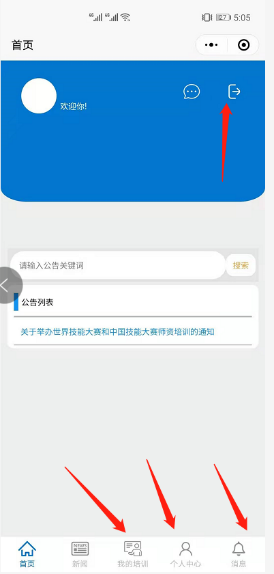 5:05
首页
欢迎你!
请输入公告关键词
搜索
公告列表
关于举办世界技能大赛和中国技能大赛师资培训的通知
首页 新闻 我的培训 个人中心 消息